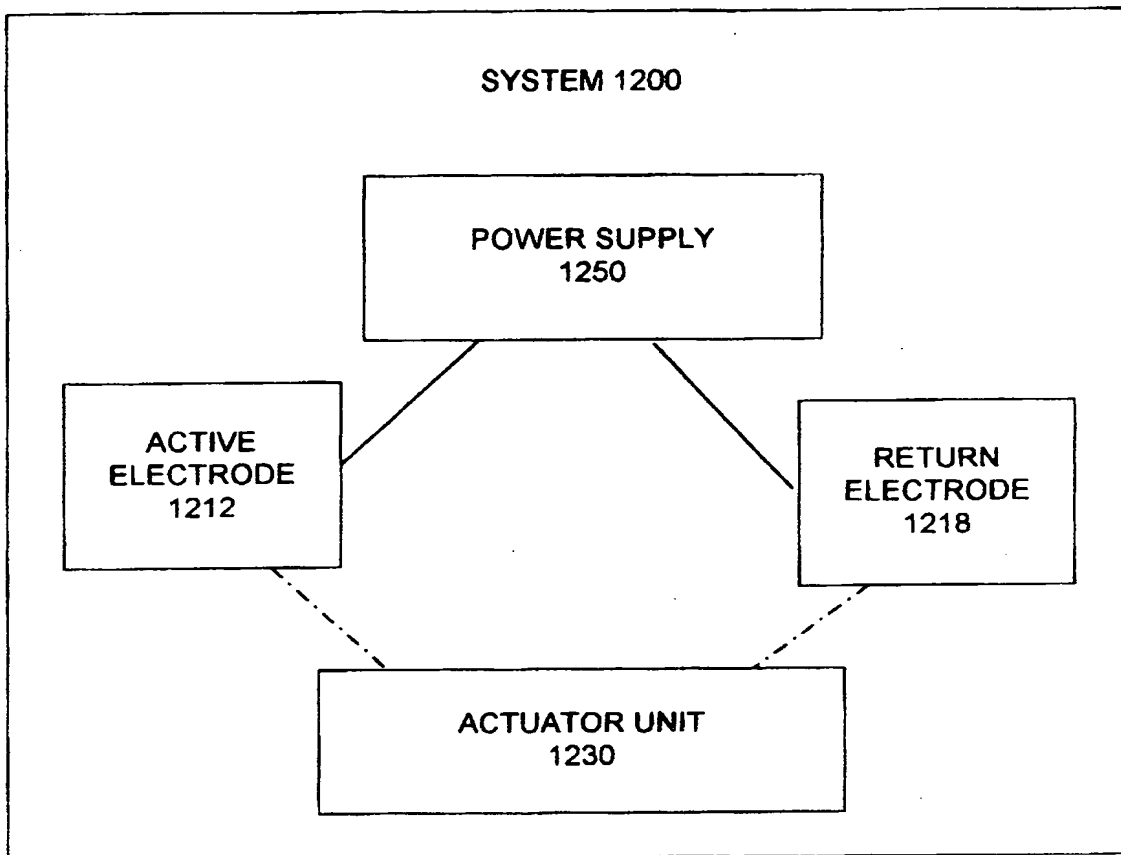 SYSTEM 1200
POWER SUPPLY
1250
ACTIVE
ELECTRODE
1212
RETURN
ELECTRODE
1218
ACTUATOR UNIT
1230